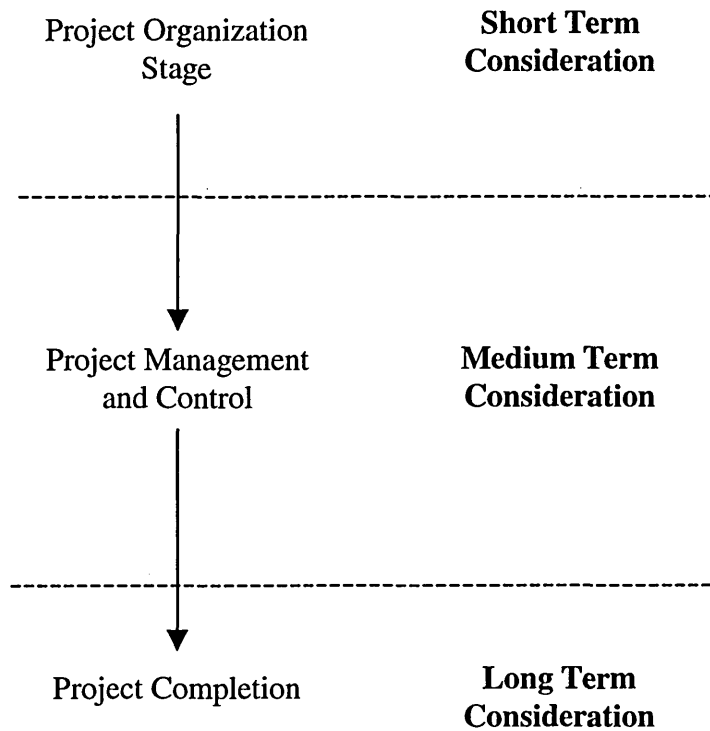 Project Organization
Stage
Short Term
Consideration
Project Management
and Control
Medium Term
Consideration
Project Completion
Long Term
Consideration